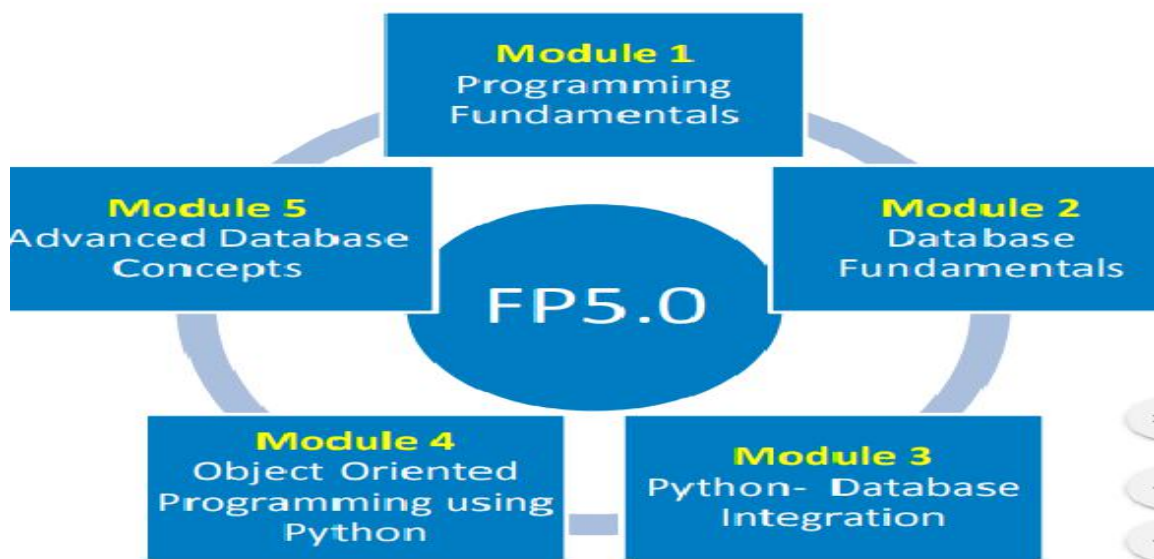 Module 1
Programming
Fundamentals
Module 5
Advanced Database
Concepts
Module 2
Database
Fundamentals
FP5.0
Module 4
Object Oriented
Programming using
Python
Module 3
Python- Database
Integration